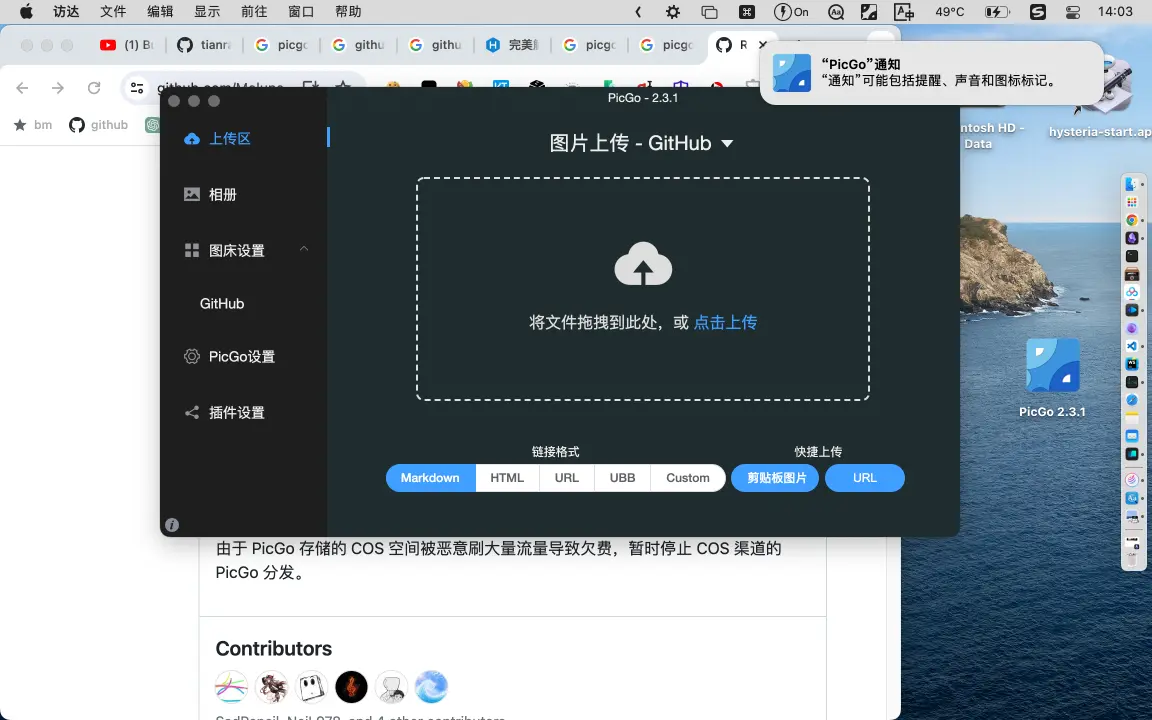 访达 文件 编辑 显示 前往 窗口 帮助 On 49°C 14:03
(1) Bu tianra picgo githu githu 完美解 picgo picgo R
github.com/Molunerfinn
bm github
“PicGo”通知
“通知”可能包括提醒、声音和图标标记。
ntosh HD - Data
hysteria-start.ap
PicGo 2.3.1
PicGo - 2.3.1
上传区
相册
图床设置
GitHub
PicGo设置
插件设置
图片上传 - GitHub
将文件拖拽到此处，或 点击上传
链接格式 快捷上传
Markdown HTML URL UBB Custom 剪贴板图片 URL
由于 PicGo 存储的 COS 空间被恶意刷大量流量导致欠费，暂时停止 COS 渠道的
PicGo 分发。
Contributors